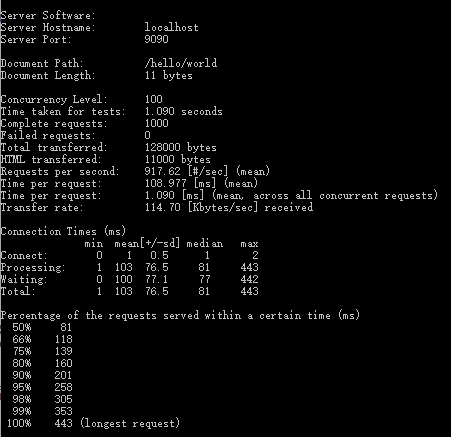 Server Software:
Server Hostname:        localhost
Server Port:            9090
Document Path:          /hello/world
Document Length:        11 bytes
Concurrency Level:      100
Time taken for tests:   1.090 seconds
Complete requests:      1000
Failed requests:        0
Total transferred:      128000 bytes
HTML transferred:       11000 bytes
Requests per second:    917.62 [#/sec] (mean)
Time per request:       108.977 [ms] (mean)
Time per request:       1.090 [ms] (mean, across all concurrent requests)
Transfer rate:          114.70 [Kbytes/sec] received
Connection Times (ms)
              min  mean[+/-sd] median   max
Connect:        0    1   0.5      1       2
Processing:     1  103  76.5     81     443
Waiting:        0  100  77.1     77     442
Total:          1  103  76.5     81     443
Percentage of the requests served within a certain time (ms)
  50%     81
  66%    118
  75%    139
  80%    160
  90%    201
  95%    258
  98%    305
  99%    353
 100%    443 (longest request)